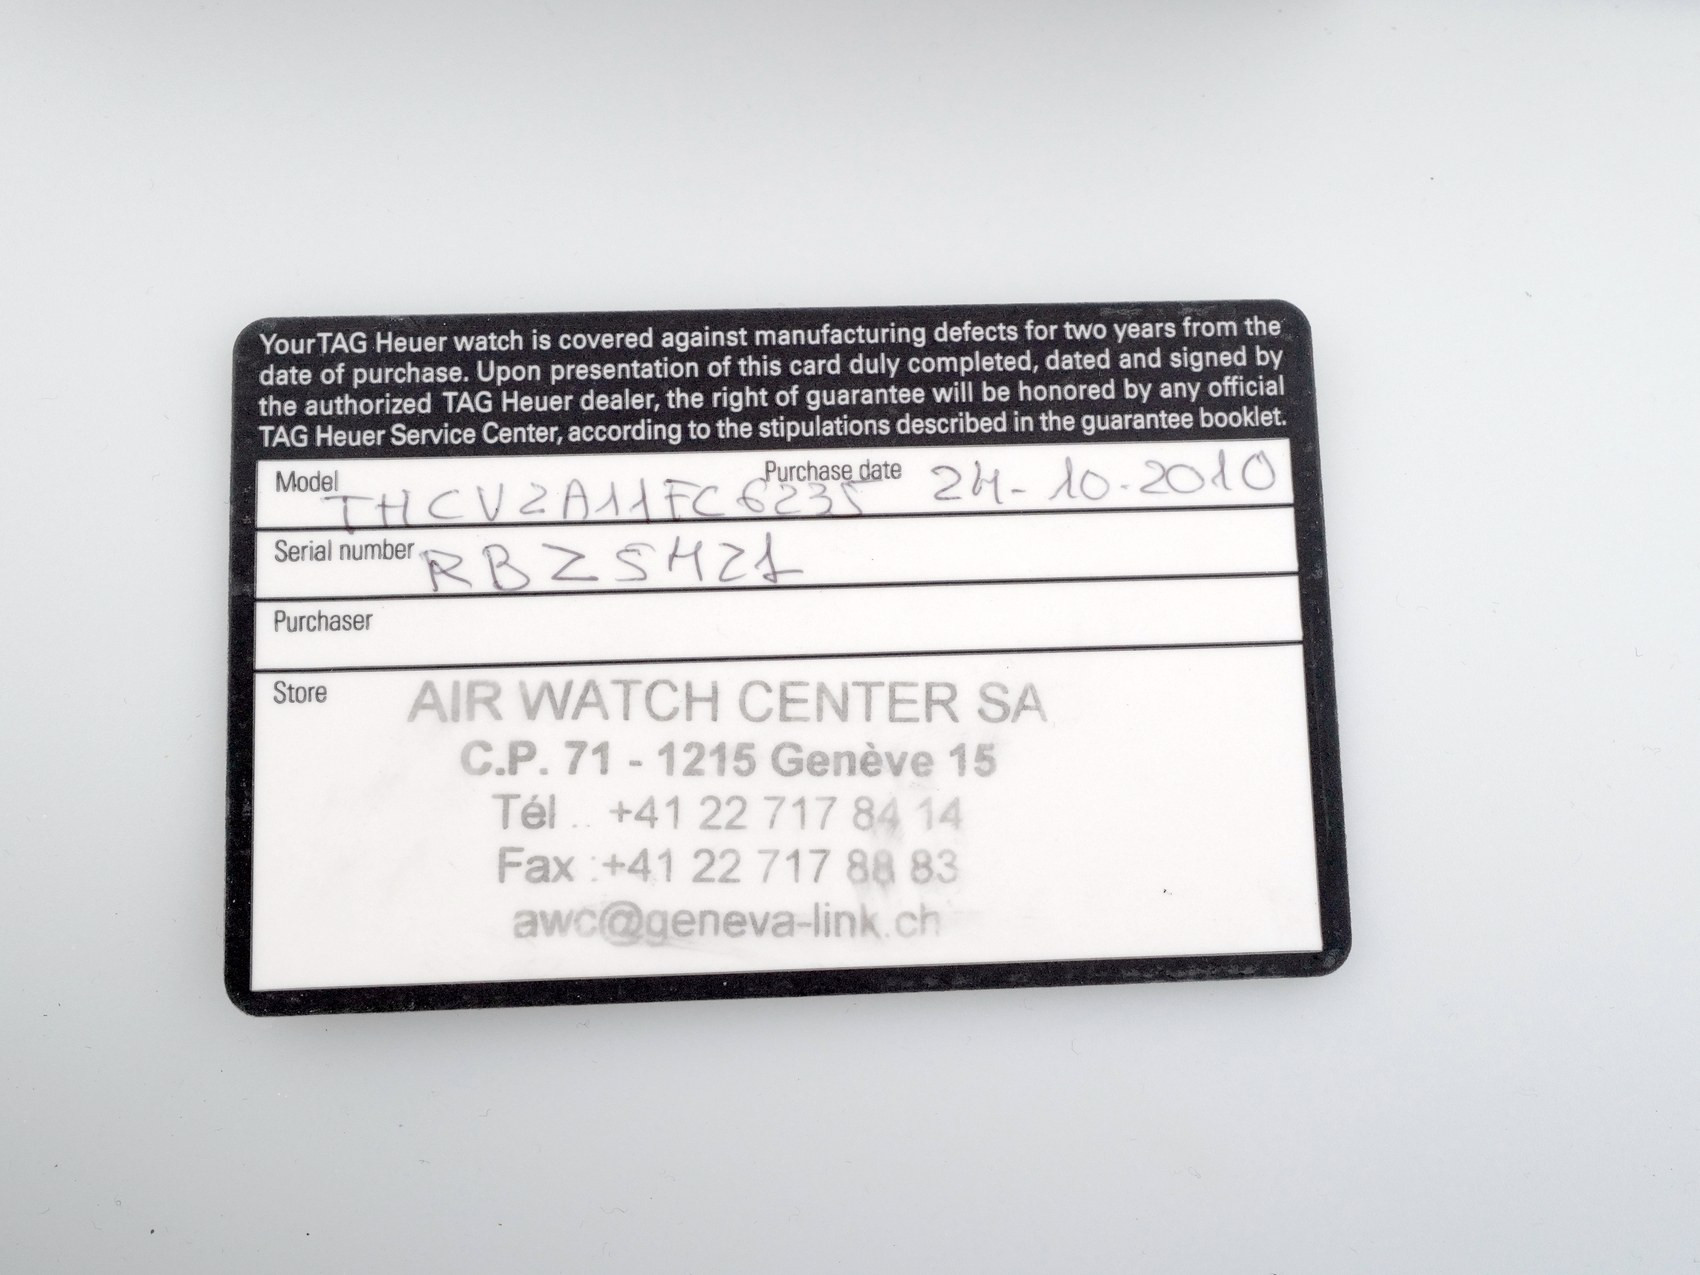 Your TAG Heuer watch is covered against manufacturing defects for two years from the
date of purchase. Upon presentation of this card duly completed, dated and signed by
the authorized TAG Heuer dealer, the right of guarantee will be honored by any official
TAG Heuer Service Center, according to the stipulations described in the guarantee booklet.
Model THCV2A11FC6235 Purchase date 24-10-2010
Serial number RBZ5421
Purchaser
Store AIR WATCH CENTER SA
C.P. 71 - 1215 Genève 15
Tél .. +41 22 717 84 14
Fax :+41 22 717 88 83
awc@geneva-link.ch